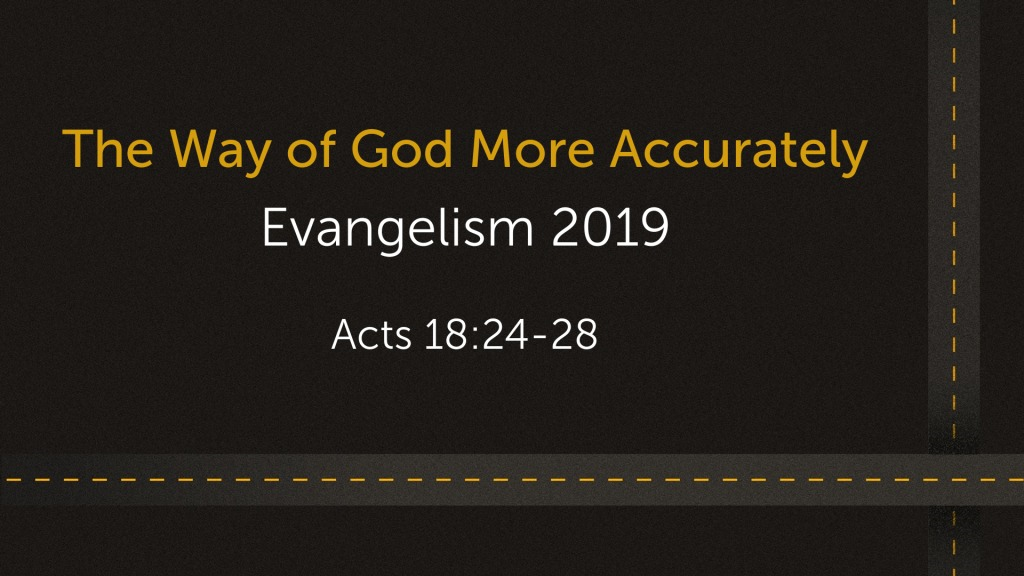 The Way of God More Accurately
Evangelism 2019
Acts 18:24-28